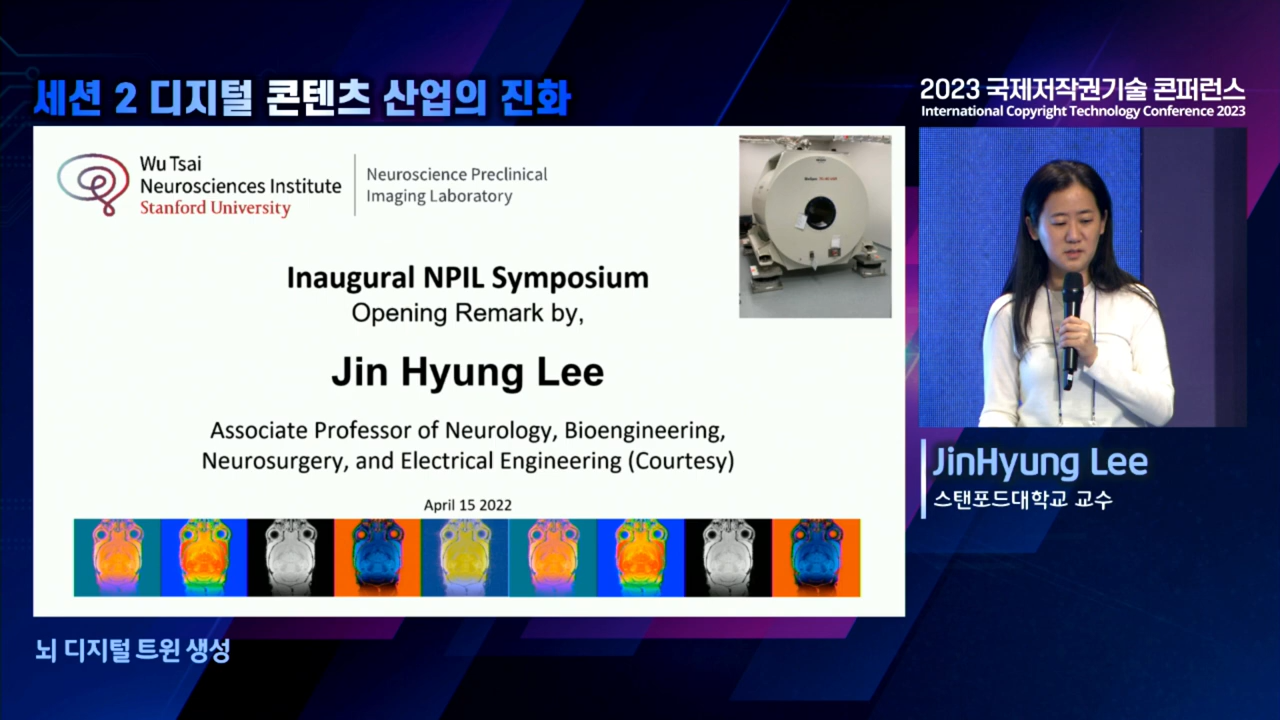 세션 2 디지털 콘텐츠 산업의 진화
2023 국제저작권기술 콘퍼런스
International Copyright Technology Conference 2023
Wu Tsai
Neurosciences Institute
Stanford University
Neuroscience Preclinical
Imaging Laboratory
Inaugural NPIL Symposium
Opening Remark by,
Jin Hyung Lee
Associate Professor of Neurology, Bioengineering,
Neurosurgery, and Electrical Engineering (Courtesy)
April 15 2022
JinHyung Lee
스탠포드대학교 교수
뇌 디지털 트윈 생성